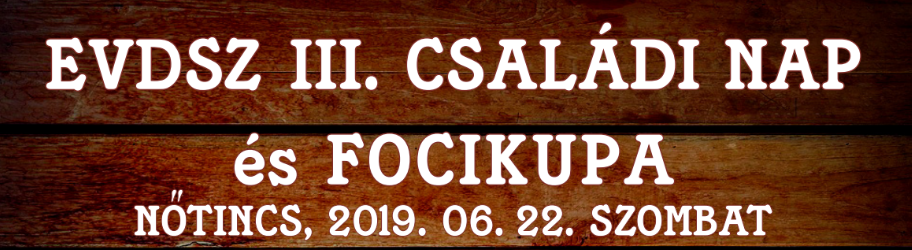 EVDSZ III. CSALÁDI NAP
és FOCIKUPA
NŐTINCS, 2019. 06. 22. SZOMBAT